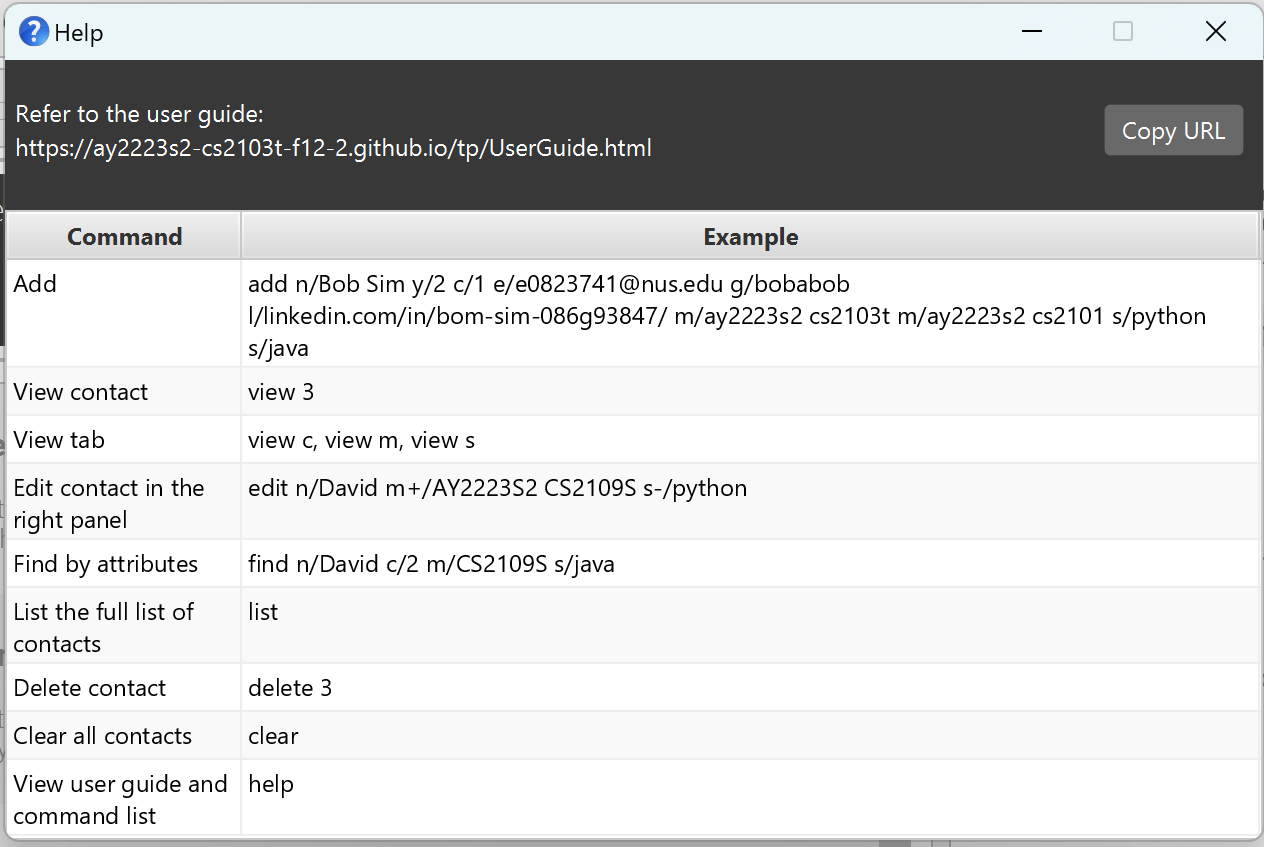 Help
Refer to the user guide:
https://ay2223s2-cs2103t-f12-2.github.io/tp/UserGuide.html
Copy URL
Command
Example
Add
add n/Bob Sim y/2 c/1 e/e0823741@nus.edu g/bobabob
l/linkedin.com/in/bom-sim-086g93847/ m/ay2223s2 cs2103t m/ay2223s2 cs2101 s/python
s/java
View contact
view 3
View tab
view c, view m, view s
Edit contact in the
right panel
edit n/David m+/AY2223S2 CS2109S s-/python
Find by attributes
find n/David c/2 m/CS2109S s/java
List the full list of
contacts
list
Delete contact
delete 3
Clear all contacts
clear
View user guide and
command list
help